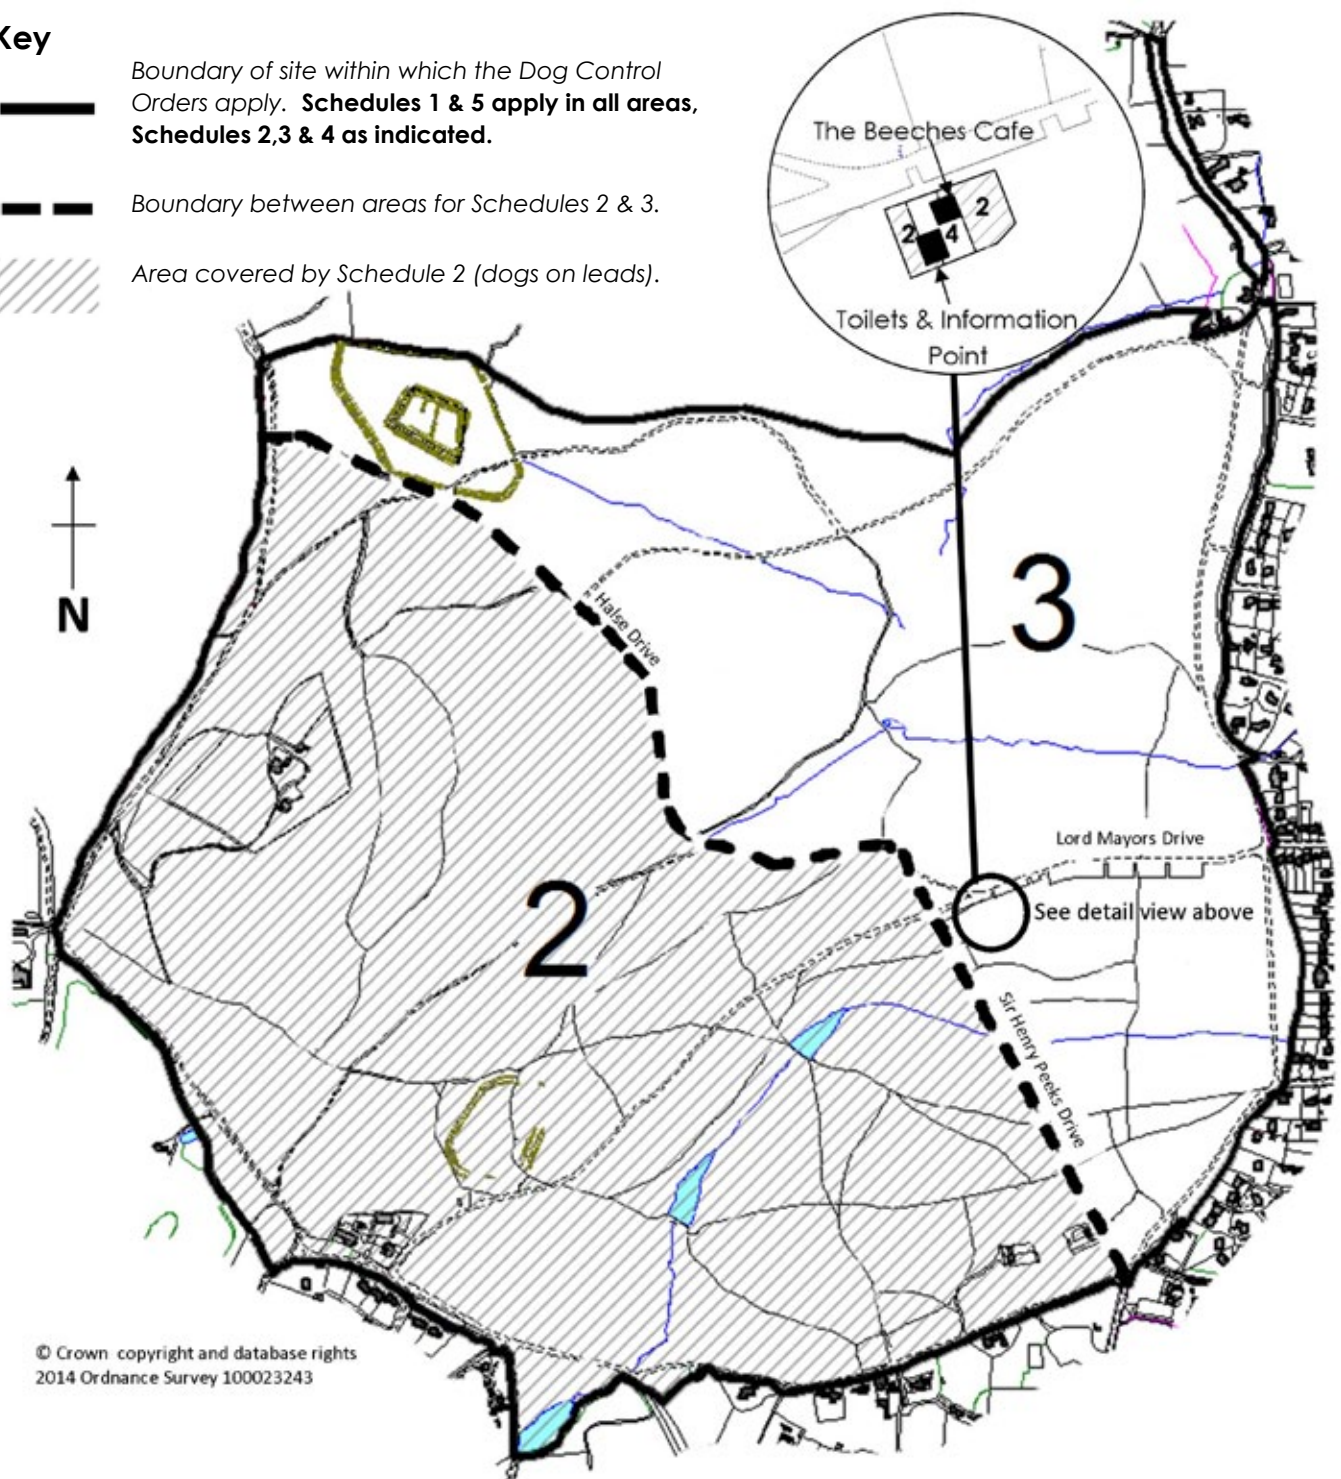 Key
Boundary of site within which the Dog Control
Orders apply. Schedules 1 & 5 apply in all areas,
Schedules 2,3 & 4 as indicated.
Boundary between areas for Schedules 2 & 3.
Area covered by Schedule 2 (dogs on leads).
The Beeches Cafe
2
2
4
Toilets & Information
Point
N
3
Halse Drive
Lord Mayors Drive
2
See detail view above
Sir Henry Peeks Drive
© Crown copyright and database rights
2014 Ordnance Survey 100023243